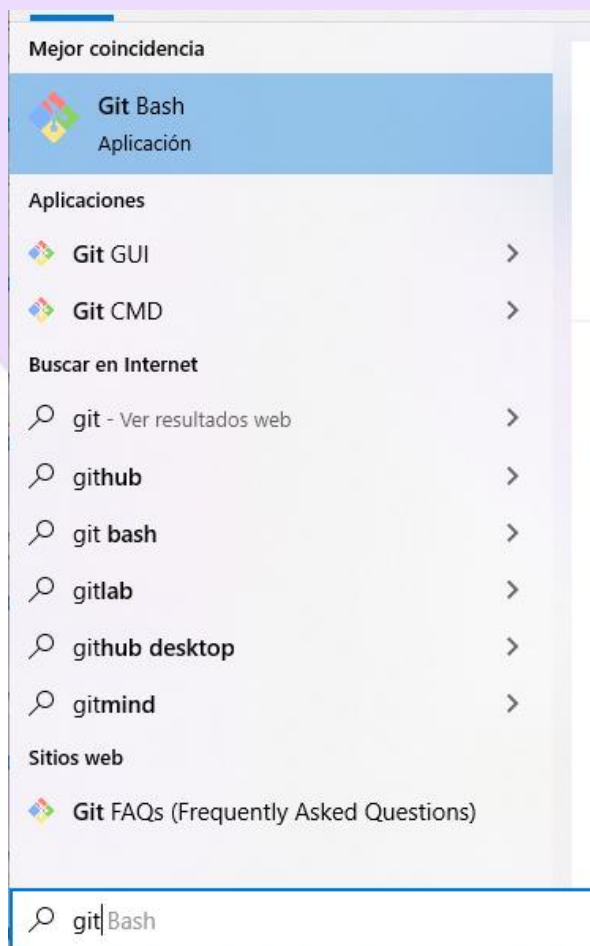 Mejor coincidencia
Git Bash
Aplicación
Aplicaciones
Git GUI
Git CMD
Buscar en Internet
git - Ver resultados web
github
git bash
gitlab
github desktop
gitmind
Sitios web
Git FAQs (Frequently Asked Questions)
git Bash